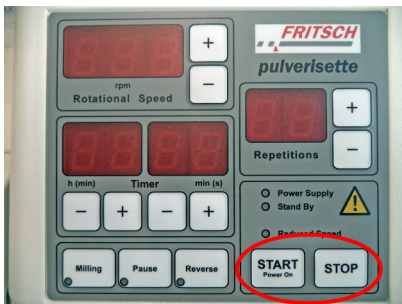 FRITSCH
pulverisette
rpm
Rotational Speed
+
−
Repetitions
+
−
h (min) Timer min (s)
− + − +
Power Supply
Stand By
Reduced Speed
Milling Pause Reverse
START
Power On
STOP